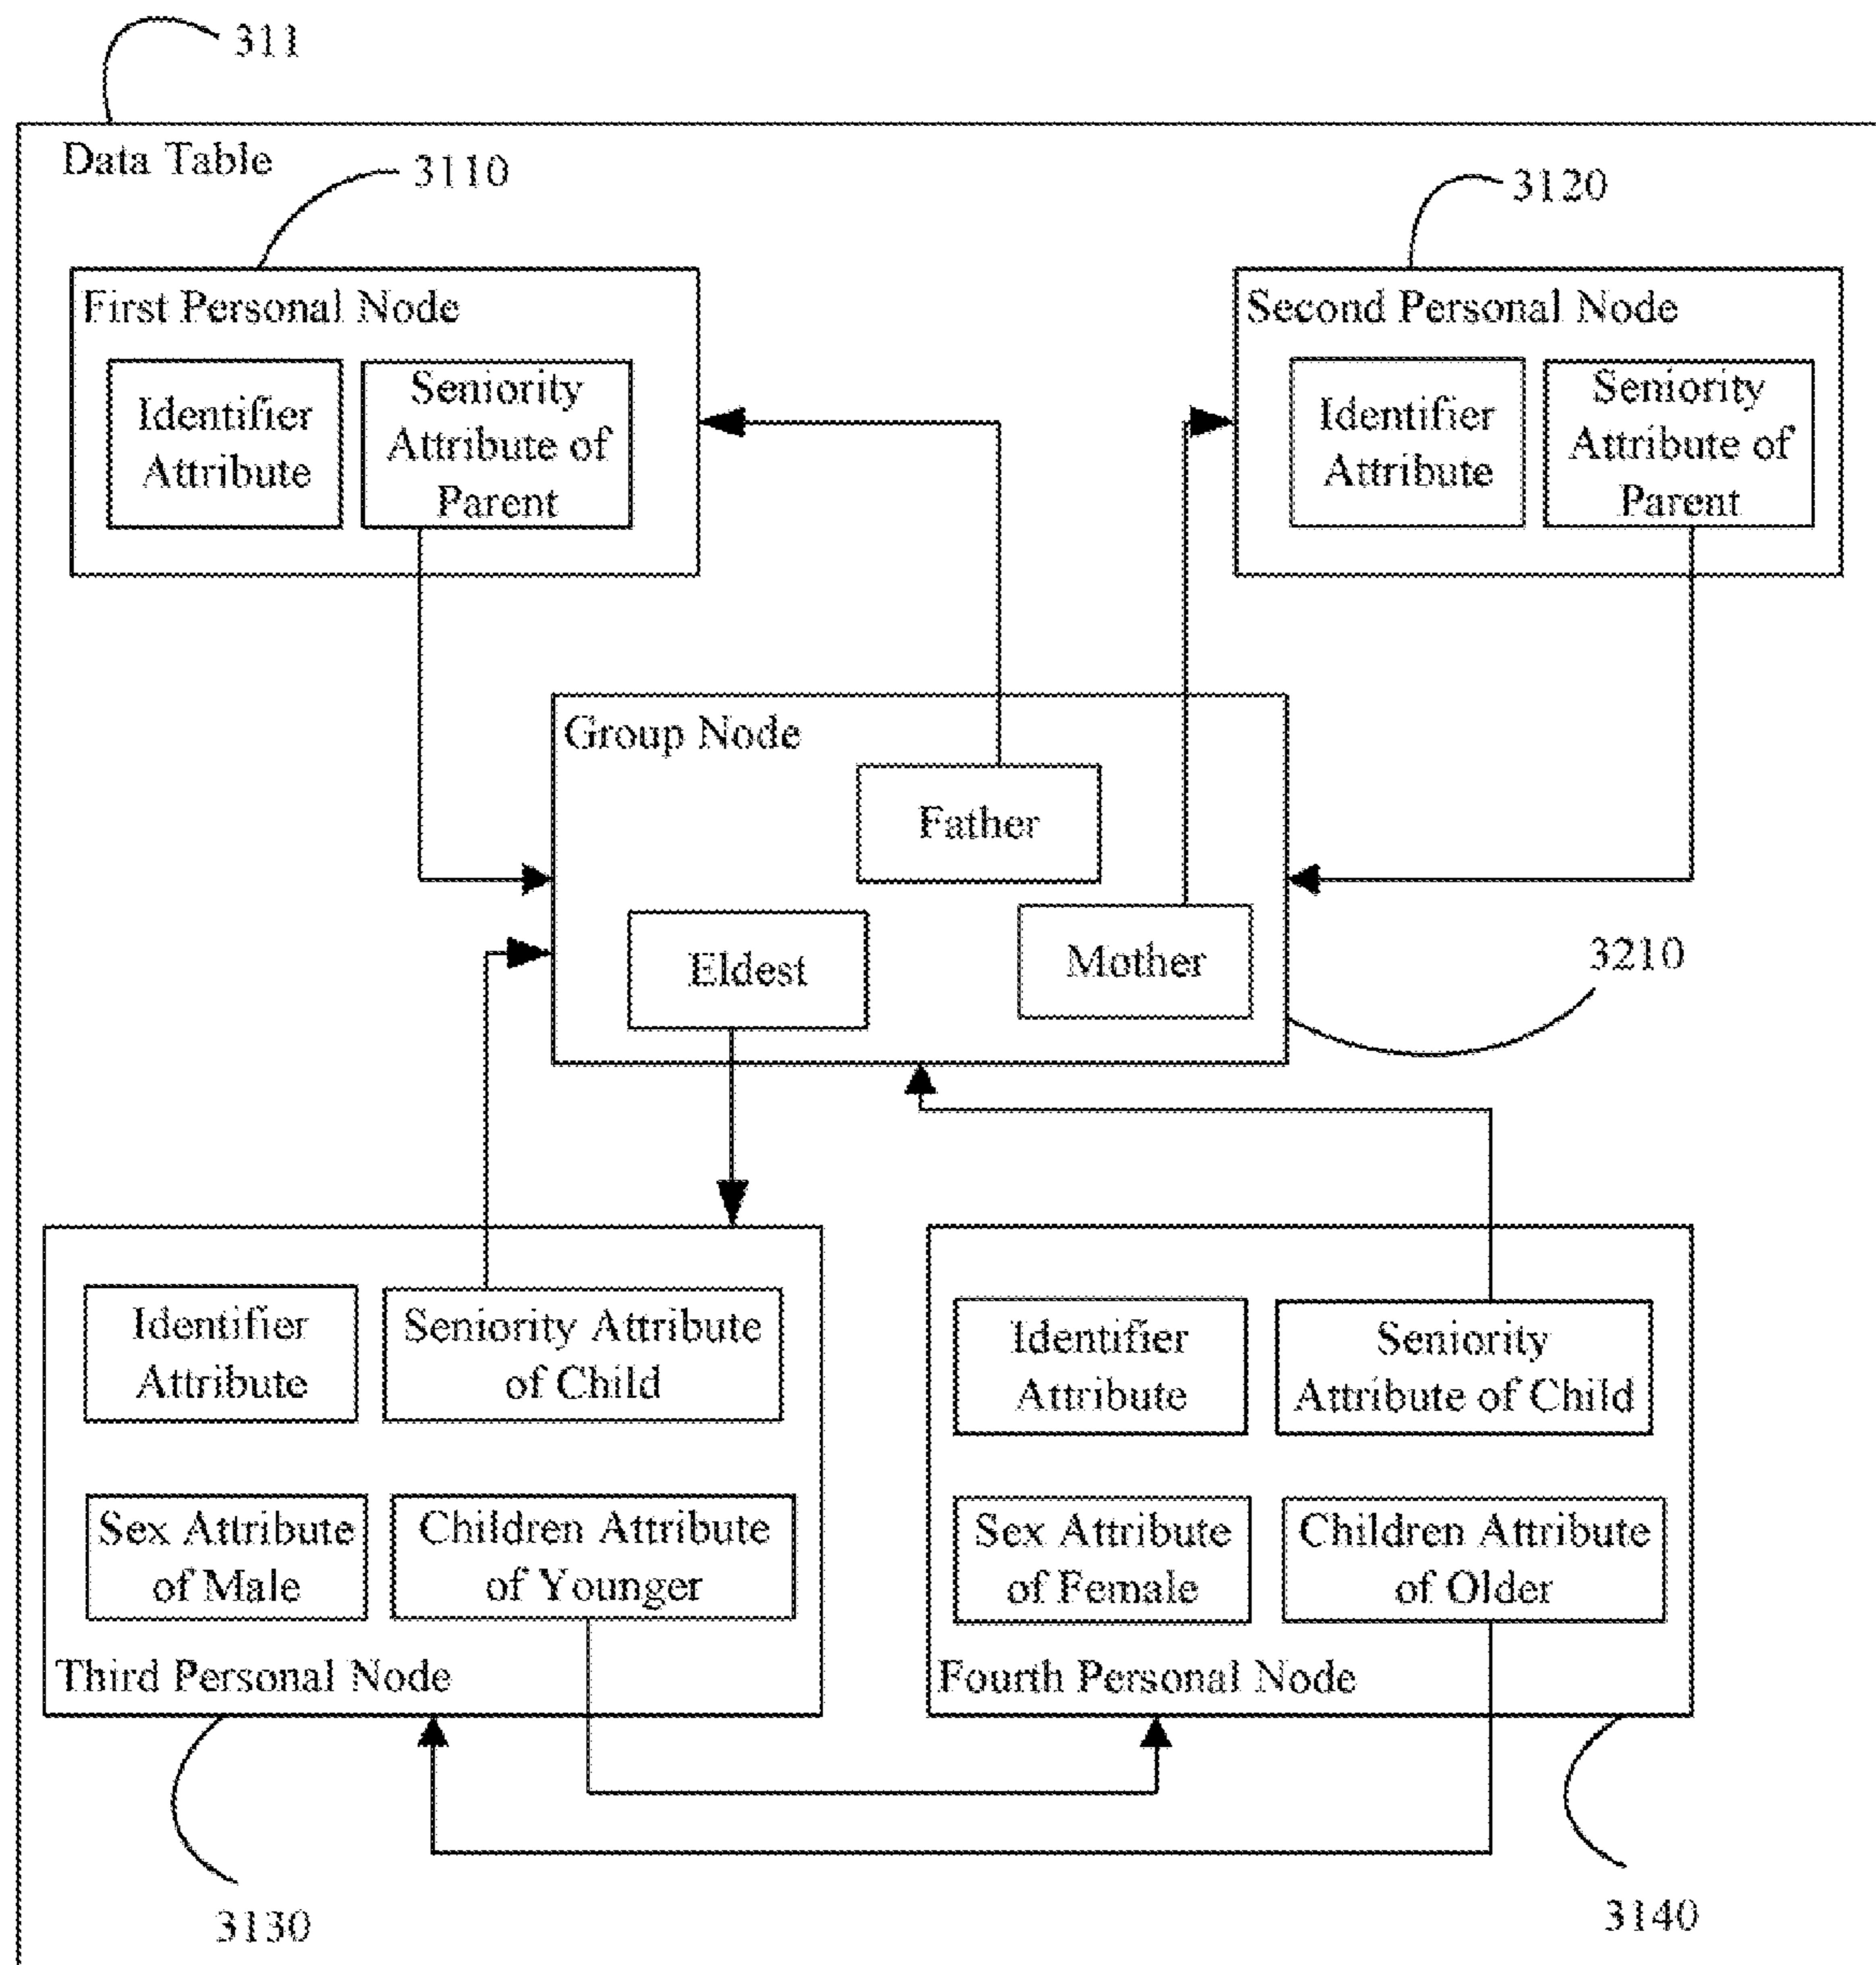 311
Data Table
3110
3120
First Personal Node
Identifier
Attribute
Seniority
Attribute of
Parent
Second Personal Node
Identifier
Attribute
Seniority
Attribute of
Parent
Group Node
Father
Eldest
Mother
3210
Identifier
Attribute
Seniority Attribute
of Child
Sex Attribute
of Male
Children Attribute
of Younger
Third Personal Node
Identifier
Attribute
Seniority
Attribute of Child
Sex Attribute
of Female
Children Attribute
of Older
Fourth Personal Node
3130
3140